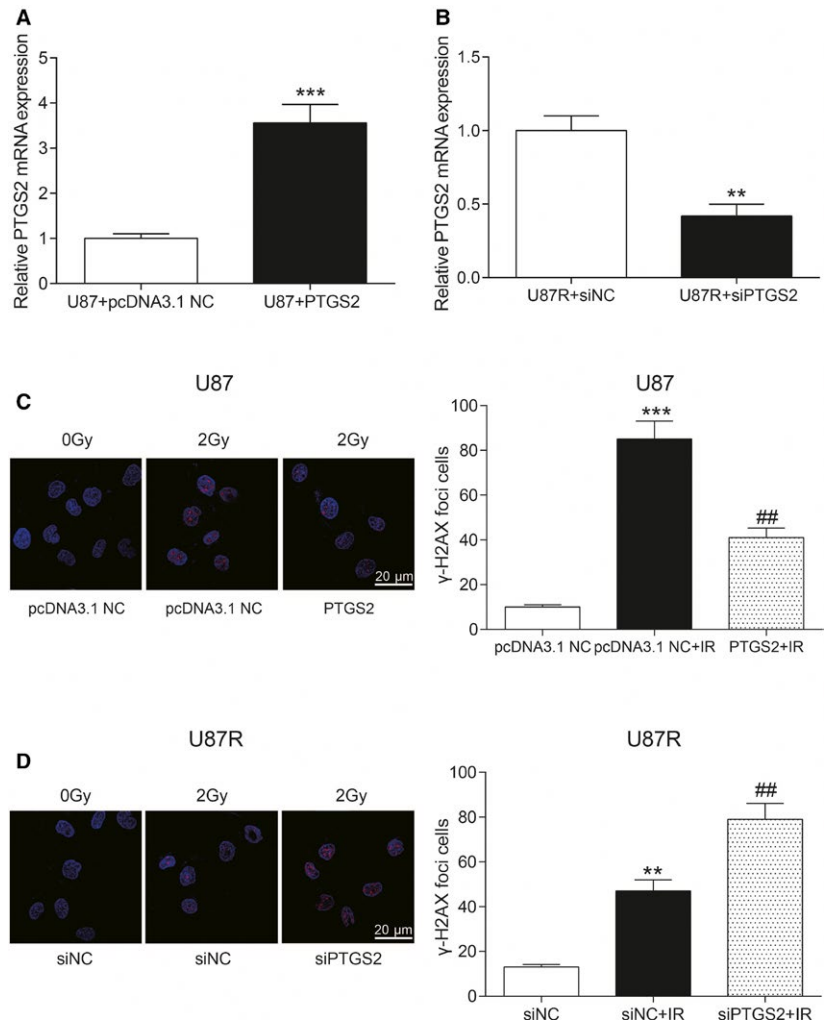 A
Relative PTGS2 mRNA expression
5
4
3
2
1
0
***
U87+pcDNA3.1 NC U87+PTGS2
B
Relative PTGS2 mRNA expression
1.5
1.0
0.5
0.0
**
U87R+siNC U87R+siPTGS2
C
U87
0Gy 2Gy 2Gy
20 µm
pcDNA3.1 NC pcDNA3.1 NC PTGS2
U87
γ-H2AX foci cells
100
80
60
40
20
0
***
##
pcDNA3.1 NC pcDNA3.1 NC+IR PTGS2+IR
D
U87R
0Gy 2Gy 2Gy
20 µm
siNC siNC siPTGS2
U87R
γ-H2AX foci cells
100
80
60
40
20
0
**
##
siNC siNC+IR siPTGS2+IR